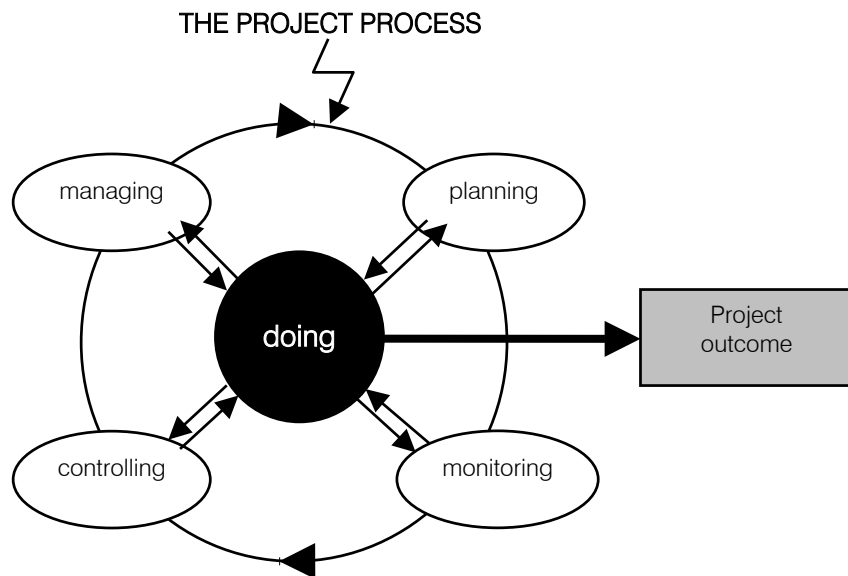 THE PROJECT PROCESS
managing
planning
doing
Project
outcome
controlling
monitoring